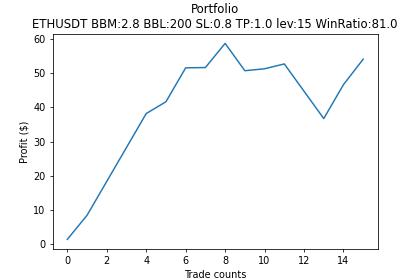 Portfolio
ETHUSDT BBM:2.8 BBL:200 SL:0.8 TP:1.0 lev:15 WinRatio:81.0
60
50
40
30
20
10
0
Profit ($)
0 2 4 6 8 10 12 14
Trade counts